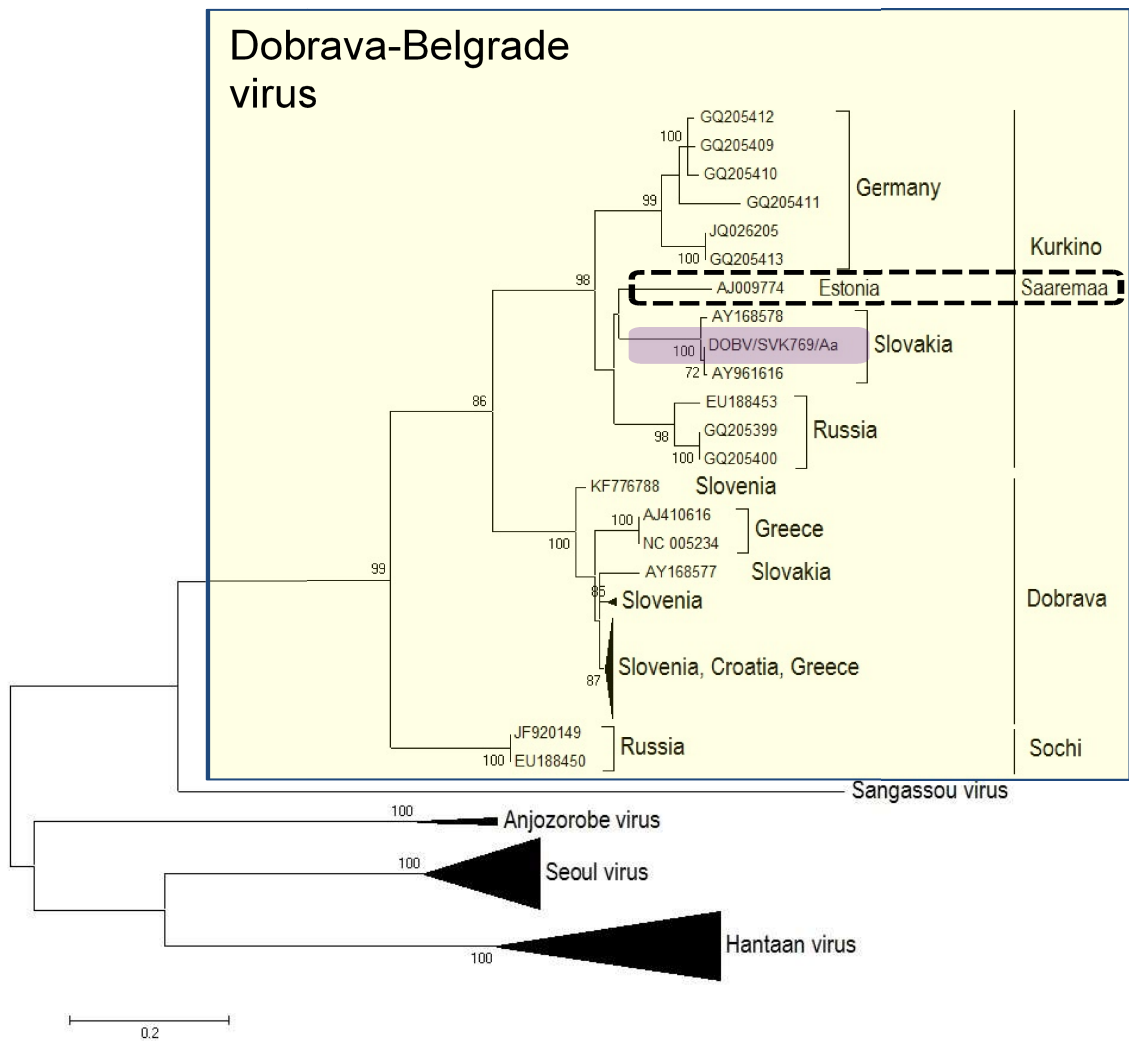 Dobrava-Belgrade
virus
GQ205412
100
GQ205409
GQ205410
Germany
99
GQ205411
JQ026205
Kurkino
100
GQ205413
98
AJ009774
Estonia
Saaremaa
AY168578
DOBV/SVK769/Aa
Slovakia
100
72
AY961616
86
EU188453
GQ205399
Russia
98
100
GQ205400
KF776788
Slovenia
AJ410616
100
Greece
NC 005234
100
AY168577
Slovakia
99
85
Slovenia
Dobrava
Slovenia, Croatia, Greece
87
JF920149
Russia
Sochi
100
EU188450
Sangassou virus
100
Anjozorobe virus
100
Seoul virus
Hantaan virus
100
0.2